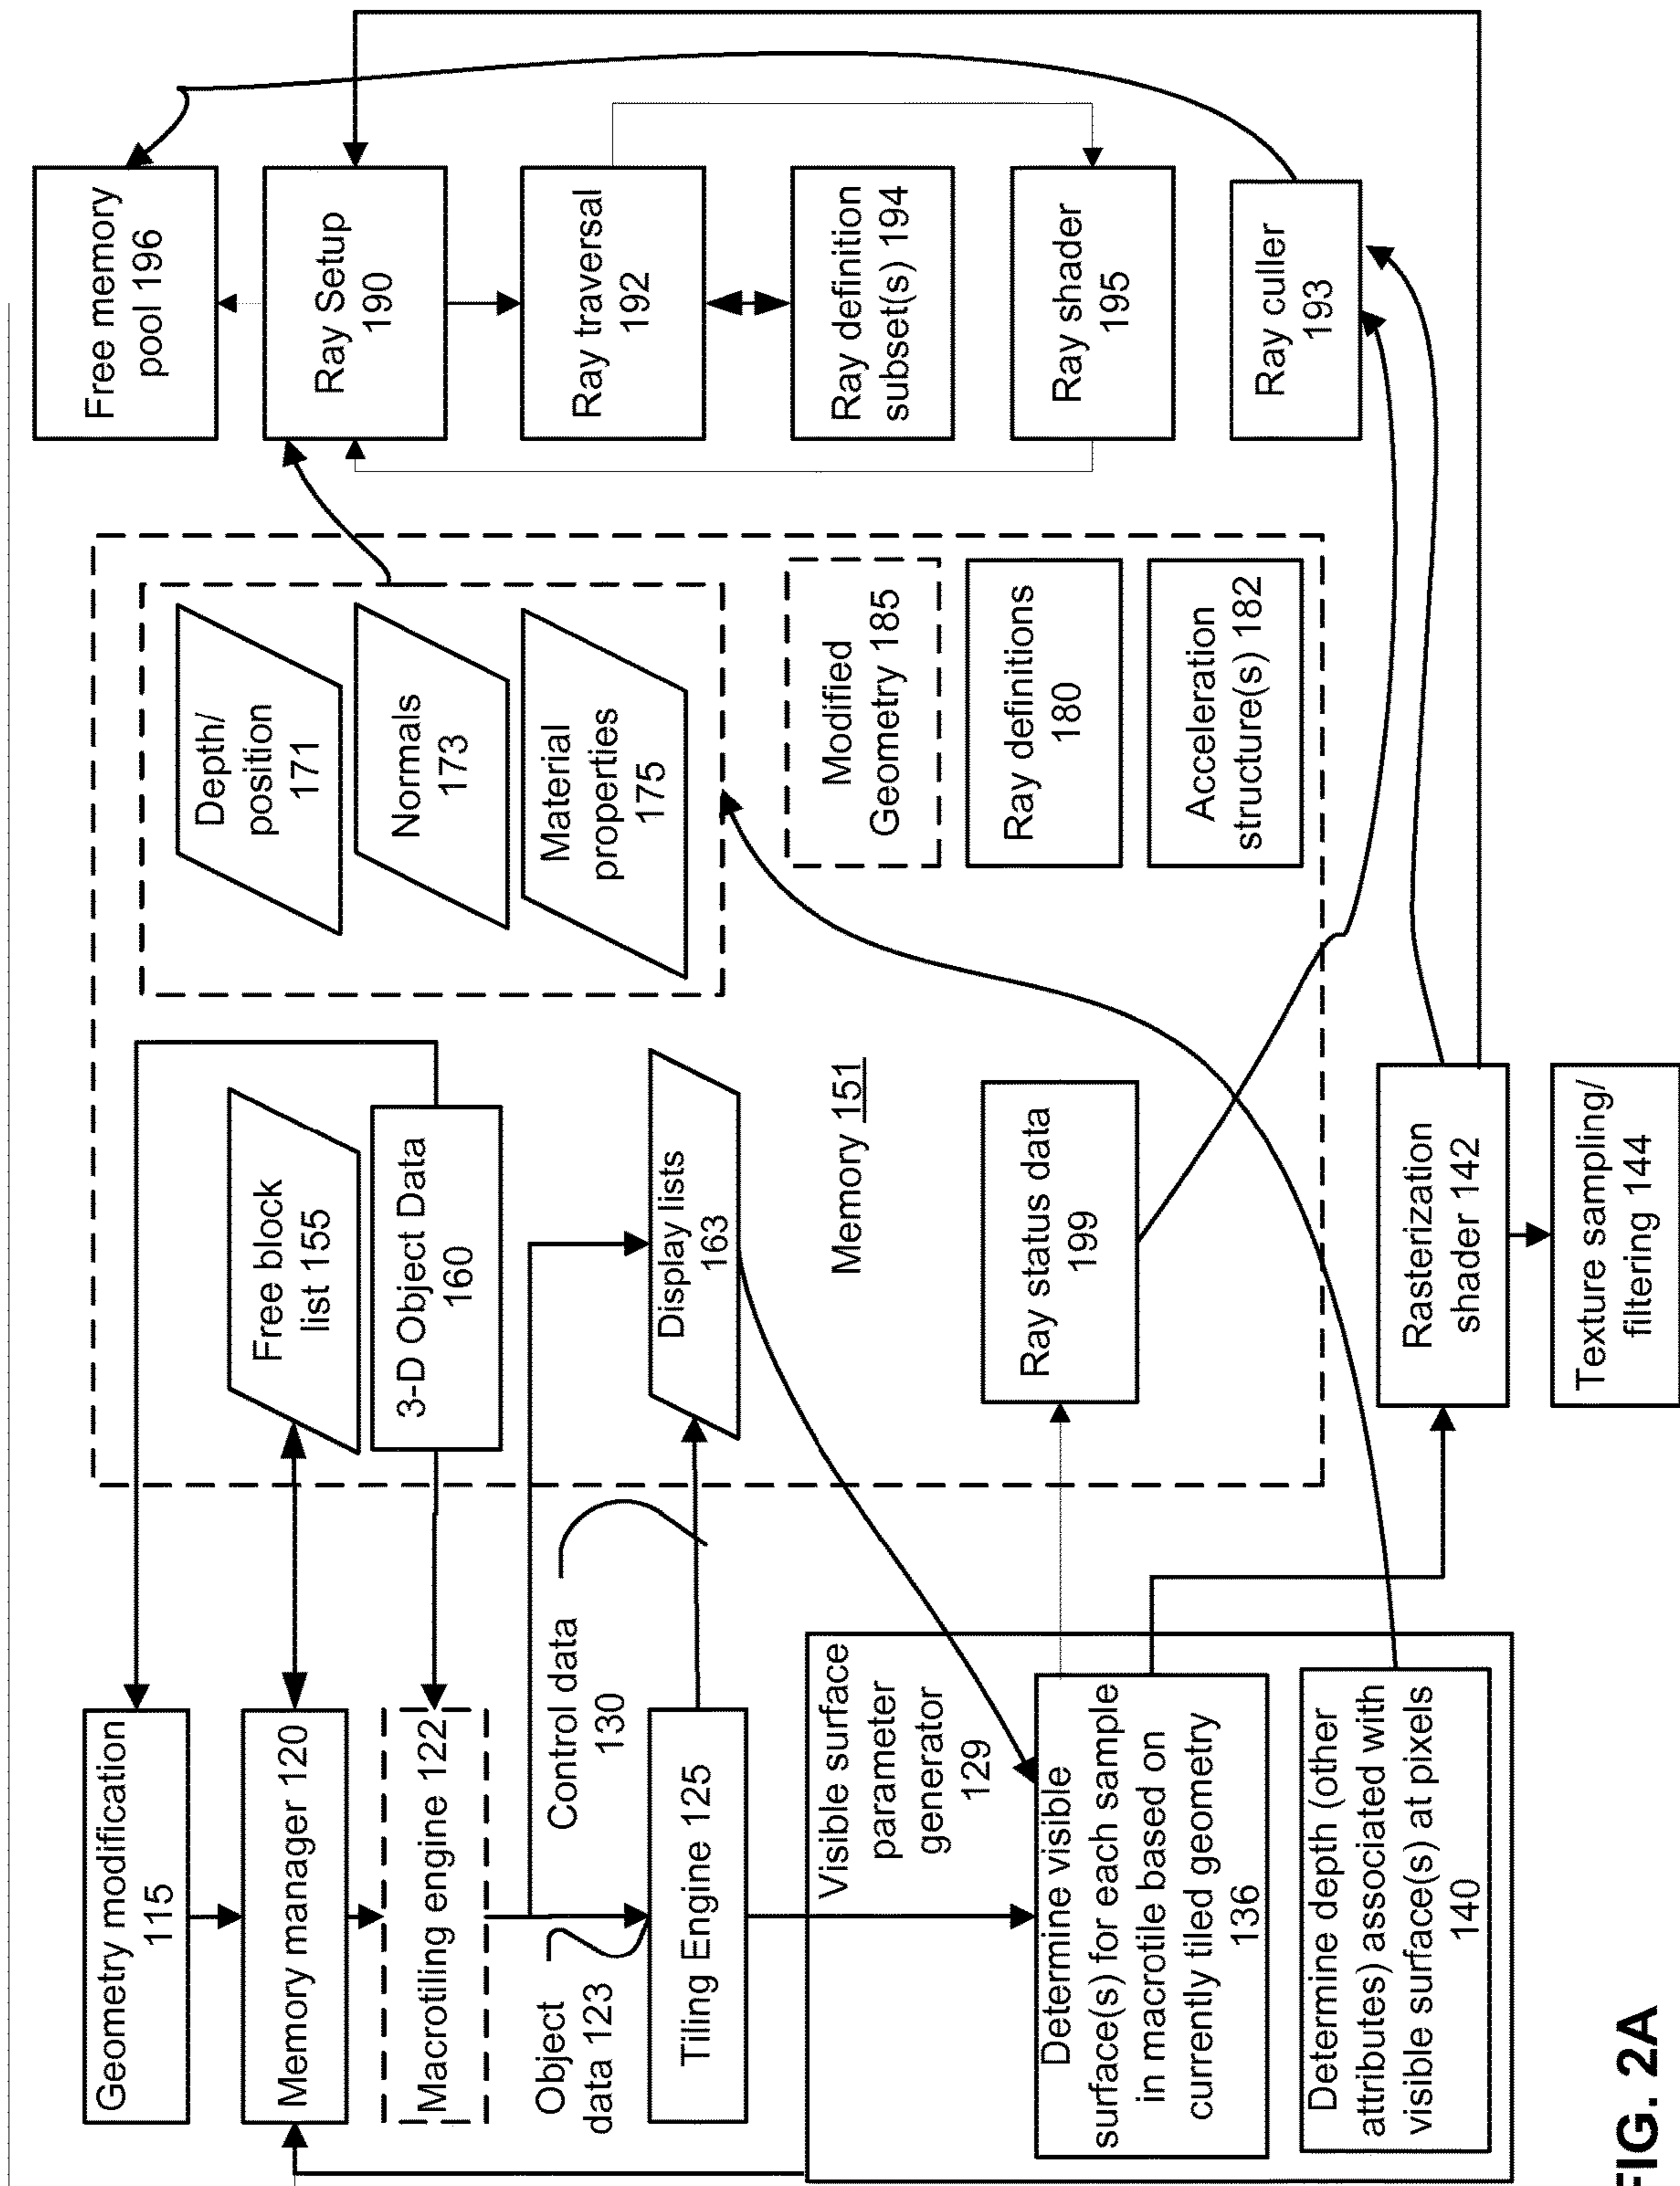 Geometry modification
115
Memory manager 120
Macrotiling engine 122
Object
data 123
Control data
130
Tiling Engine 125
Visible surface
parameter
generator
129
Determine visible
surface(s) for each sample
in macrotile based on
currently tiled geometry
136
Determine depth (other
attributes) associated with
visible surface(s) at pixels
140
Free block
list 155
3-D Object Data
160
Display lists
163
Memory 151
Ray status data
199
Rasterization
shader 142
Texture sampling/
filtering 144
Depth/
position
171
Normals
173
Material
properties
175
Modified
Geometry 185
Ray definitions
180
Acceleration
structure(s) 182
Free memory
pool 196
Ray Setup
190
Ray traversal
192
Ray definition
subset(s) 194
Ray shader
195
Ray culler
193
FIG. 2A